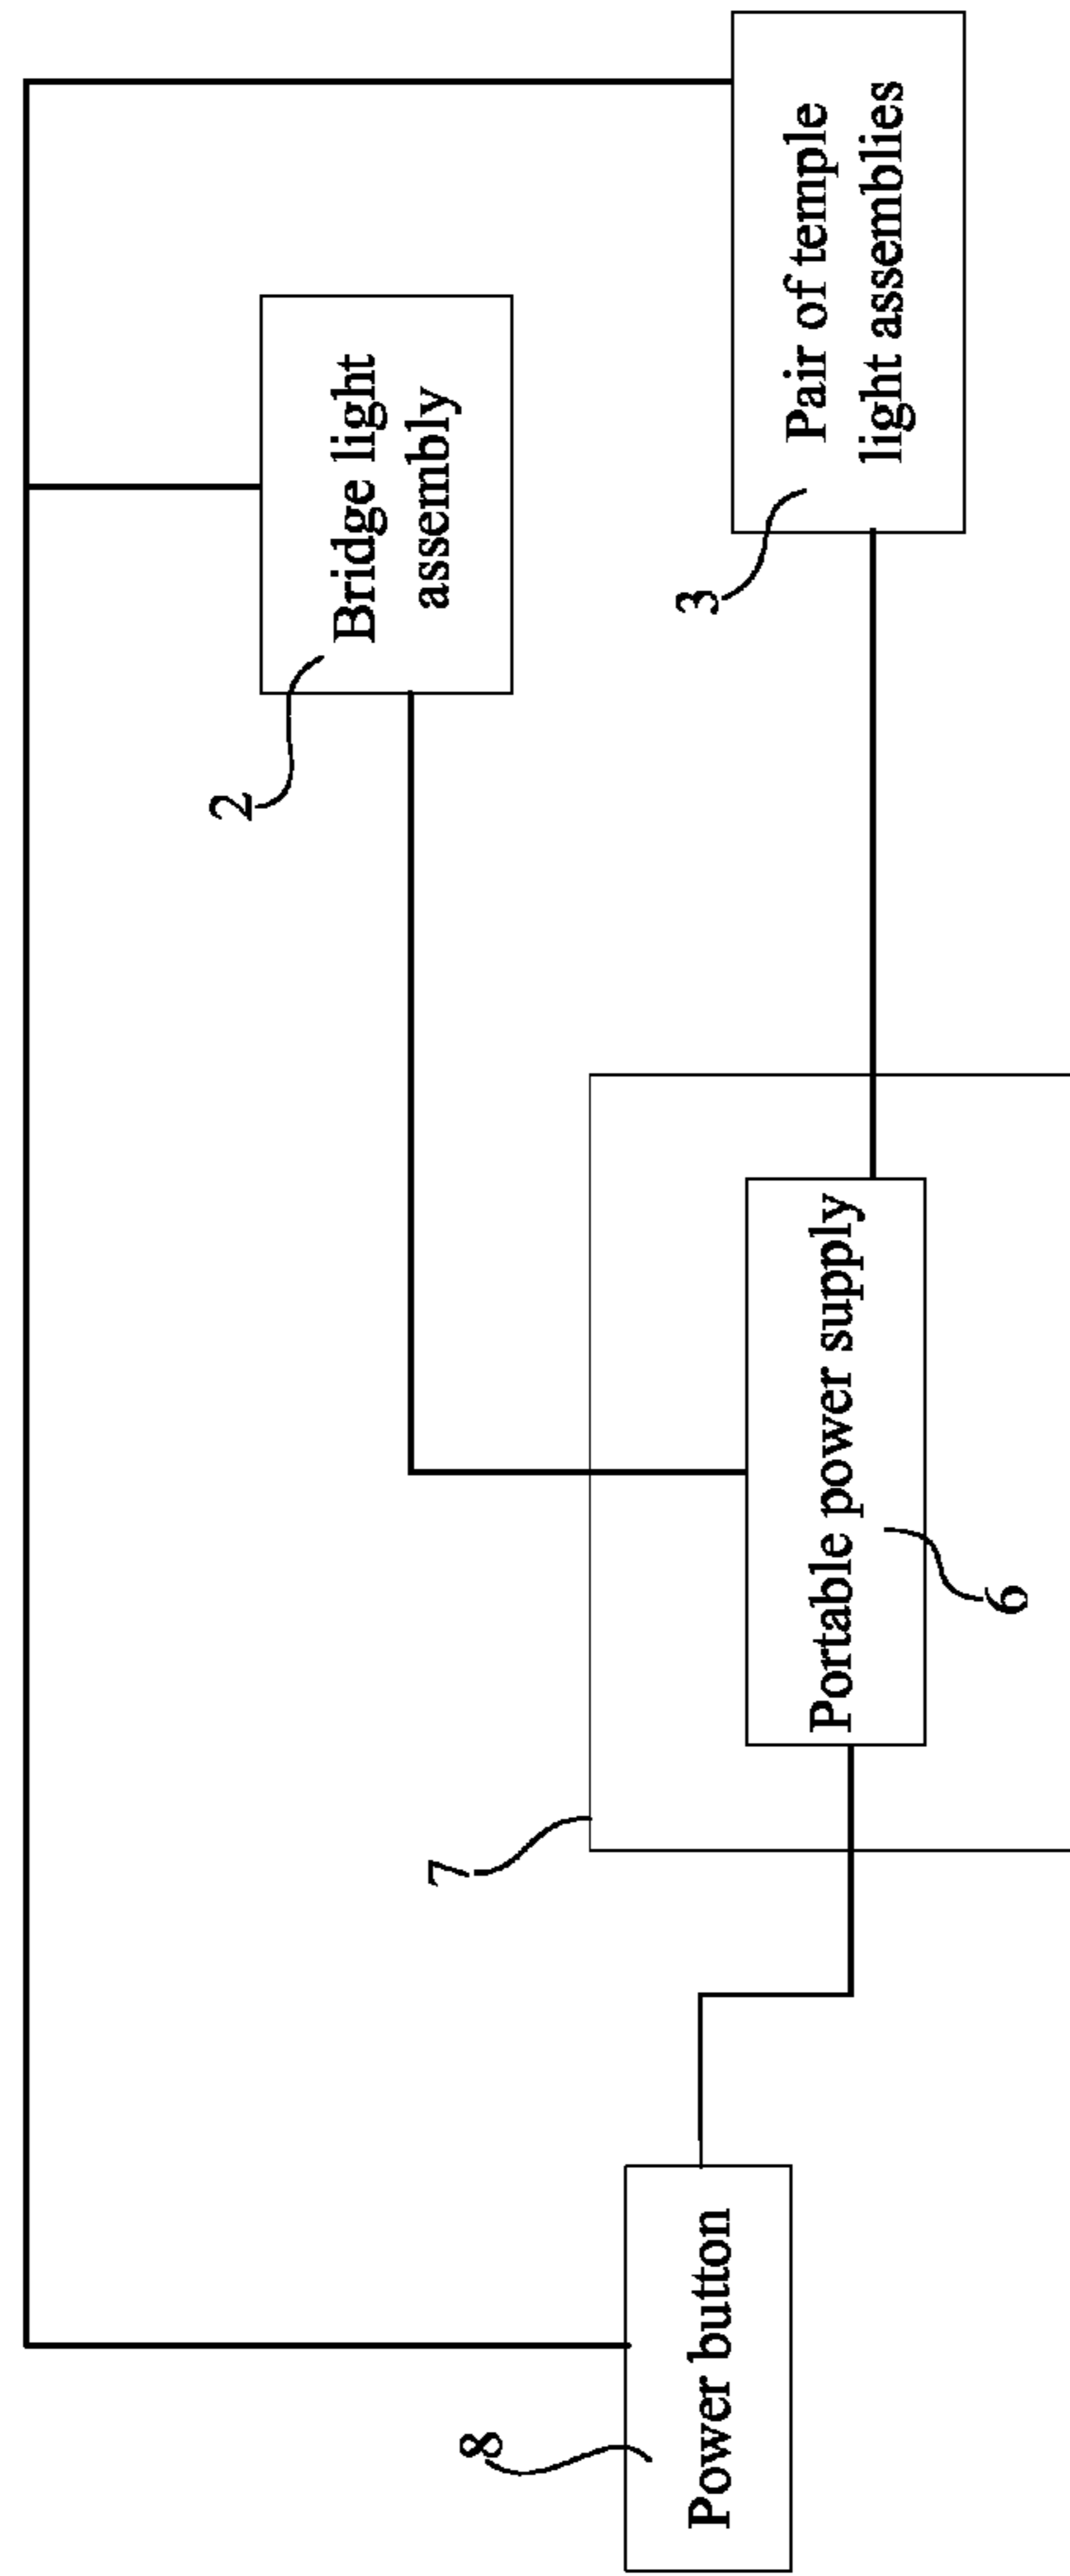 8
Power button
7
Portable power supply
6
2
Bridge light
assembly
3
Pair of temple
light assemblies